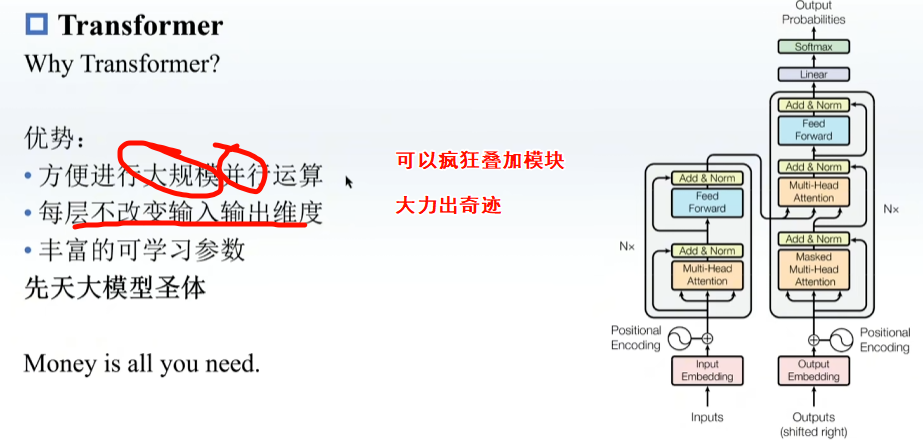 Transformer
Why Transformer?
优势：
• 方便进行大规模并行运算
• 每层不改变输入输出维度
• 丰富的可学习参数
先天大模型圣体
Money is all you need.
可以疯狂叠加模块
大力出奇迹
Output
Probabilities
Softmax
Linear
Add & Norm
Feed
Forward
Add & Norm
Multi-Head
Attention
Add & Norm
Masked
Multi-Head
Attention
Nx
Add & Norm
Feed
Forward
Add & Norm
Multi-Head
Attention
Nx
Positional
Encoding
Positional
Encoding
Input
Embedding
Output
Embedding
Inputs
Outputs
(shifted right)